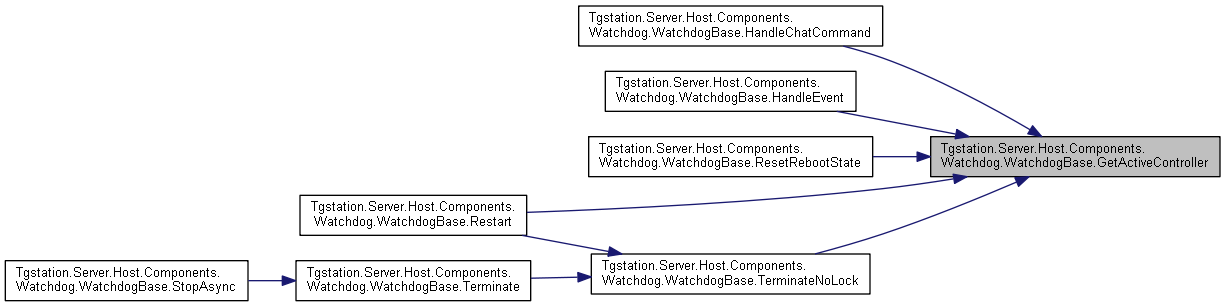 Tgstation.Server.Host.Components.
Watchdog.WatchdogBase.HandleChatCommand
Tgstation.Server.Host.Components.
Watchdog.WatchdogBase.HandleEvent
Tgstation.Server.Host.Components.
Watchdog.WatchdogBase.ResetRebootState
Tgstation.Server.Host.Components.
Watchdog.WatchdogBase.GetActiveController
Tgstation.Server.Host.Components.
Watchdog.WatchdogBase.Restart
Tgstation.Server.Host.Components.
Watchdog.WatchdogBase.StopAsync
Tgstation.Server.Host.Components.
Watchdog.WatchdogBase.Terminate
Tgstation.Server.Host.Components.
Watchdog.WatchdogBase.TerminateNoLock